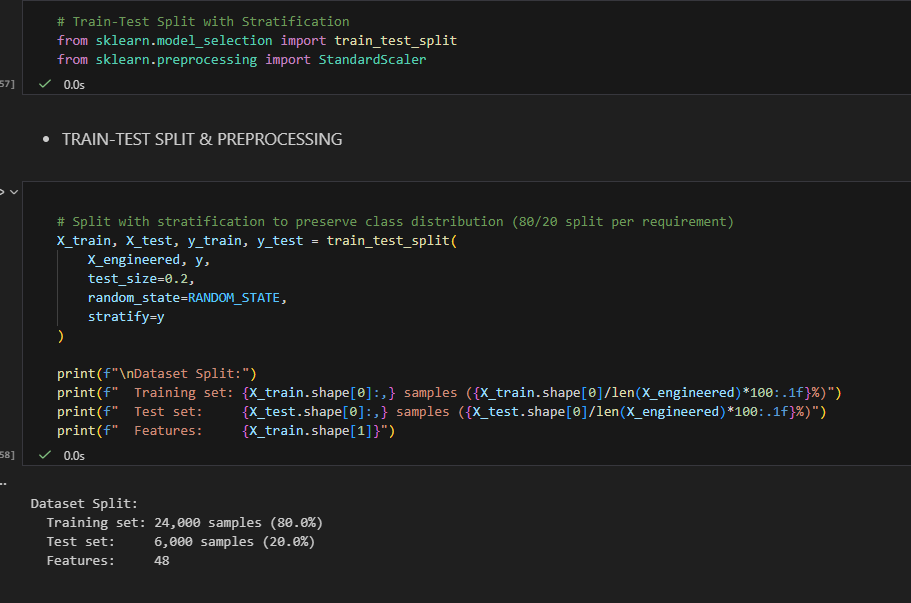 # Train-Test Split with Stratification
from sklearn.model_selection import train_test_split
from sklearn.preprocessing import StandardScaler
57]
0.0s
• TRAIN-TEST SPLIT & PREPROCESSING
# Split with stratification to preserve class distribution (80/20 split per requirement)
X_train, X_test, y_train, y_test = train_test_split(
    X_engineered, y,
    test_size=0.2,
    random_state=RANDOM_STATE,
    stratify=y
)
print(f"\nDataset Split:")
print(f"  Training set: {X_train.shape[0]:,} samples ({X_train.shape[0]/len(X_engineered)*100:.1f}%)")
print(f"  Test set:     {X_test.shape[0]:,} samples ({X_test.shape[0]/len(X_engineered)*100:.1f}%)")
print(f"  Features:     {X_train.shape[1]}")
58]
0.0s
..
Dataset Split:
  Training set: 24,000 samples (80.0%)
  Test set:     6,000 samples (20.0%)
  Features:     48